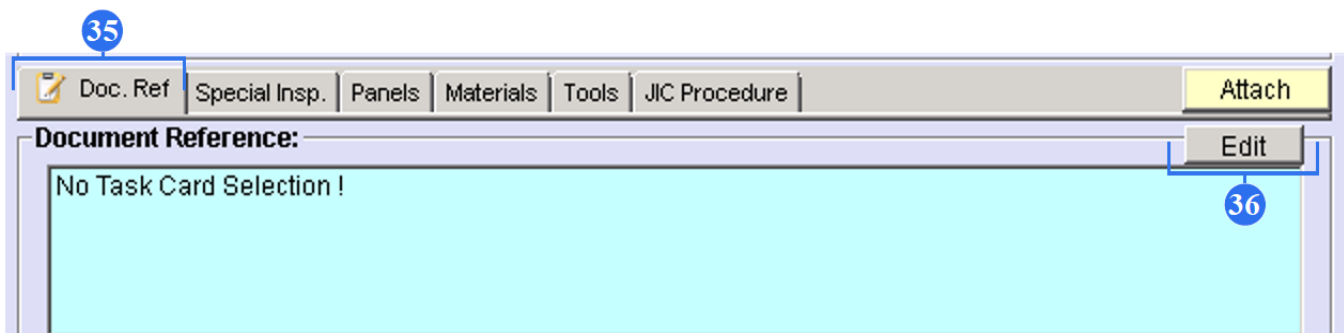 35
Doc. Ref Special Insp. Panels Materials Tools JIC Procedure Attach
Document Reference: Edit
No Task Card Selection !
36